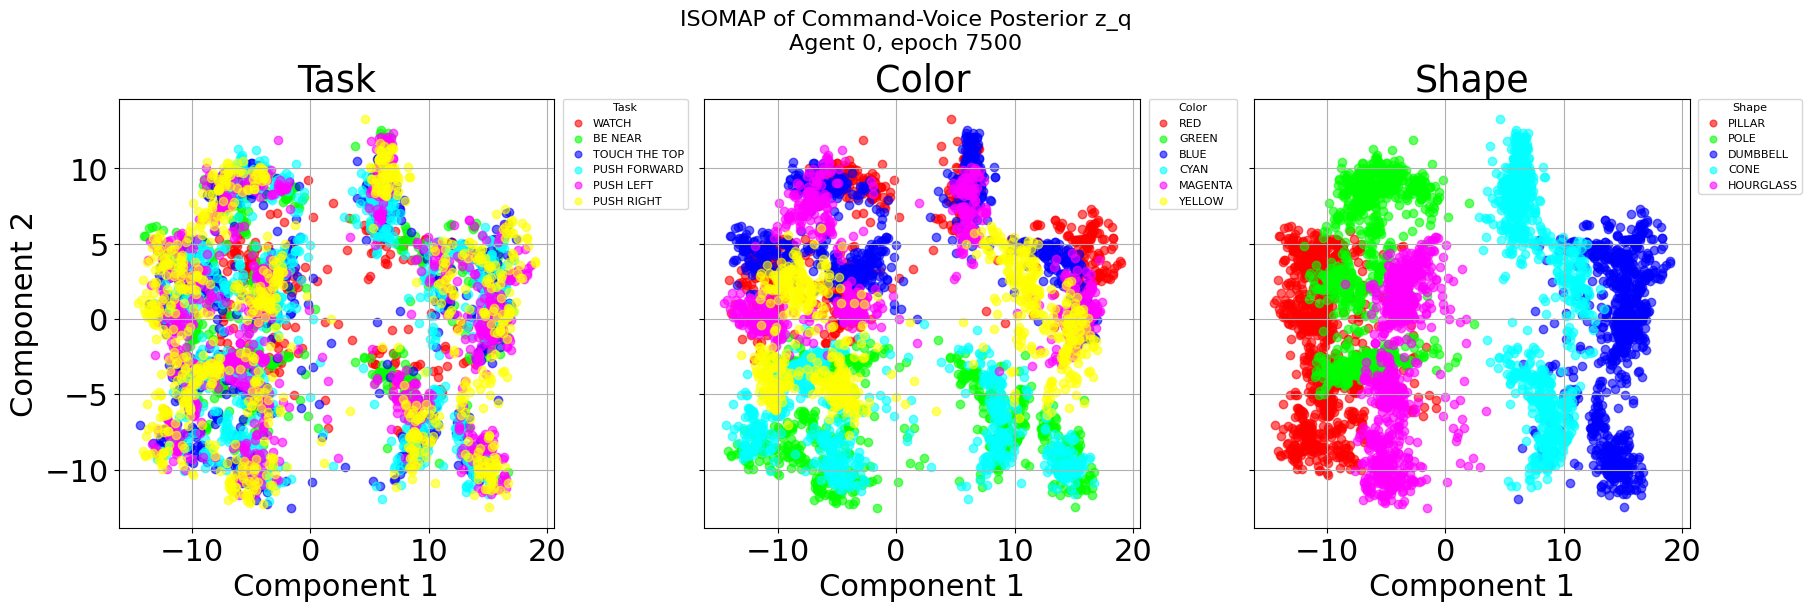 ISOMAP of Command-Voice Posterior z_q
Agent 0, epoch 7500
Task
Color
Shape
Task
WATCH
BE NEAR
TOUCH THE TOP
PUSH FORWARD
PUSH LEFT
PUSH RIGHT
Color
RED
GREEN
BLUE
CYAN
MAGENTA
YELLOW
Shape
PILLAR
POLE
DUMBBELL
CONE
HOURGLASS
Component 2
10
5
0
−5
−10
−10 0 10 20
−10 0 10 20
−10 0 10 20
Component 1
Component 1
Component 1